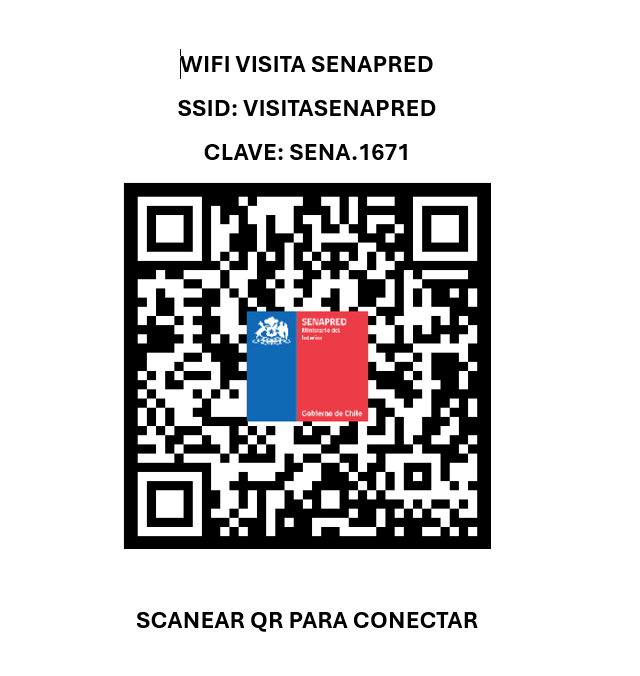 WIFI VISITA SENAPRED
SSID: VISITASENAPRED
CLAVE: SENA.1671
SENAPRED
Ministerio del
Interior
Gobierno de Chile
SCANEAR QR PARA CONECTAR